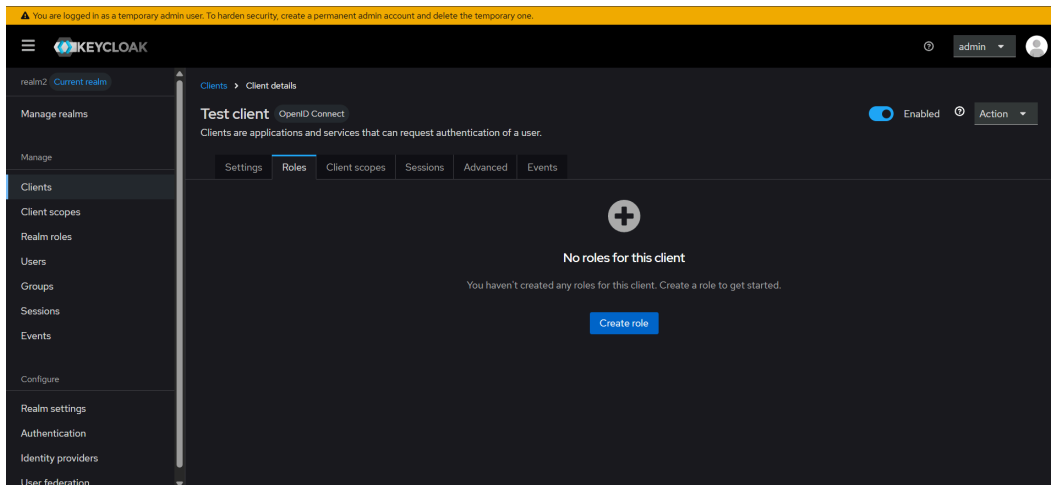 You are logged in as a temporary admin user. To harden security, create a permanent admin account and delete the temporary one.
KEYCLOAK
admin
realm2 Current realm
Manage realms
Manage
Clients
Client scopes
Realm roles
Users
Groups
Sessions
Events
Configure
Realm settings
Authentication
Identity providers
User federation
Clients > Client details
Test client OpenID Connect
Enabled
Action
Clients are applications and services that can request authentication of a user.
Settings Roles Client scopes Sessions Advanced Events
No roles for this client
You haven't created any roles for this client. Create a role to get started.
Create role